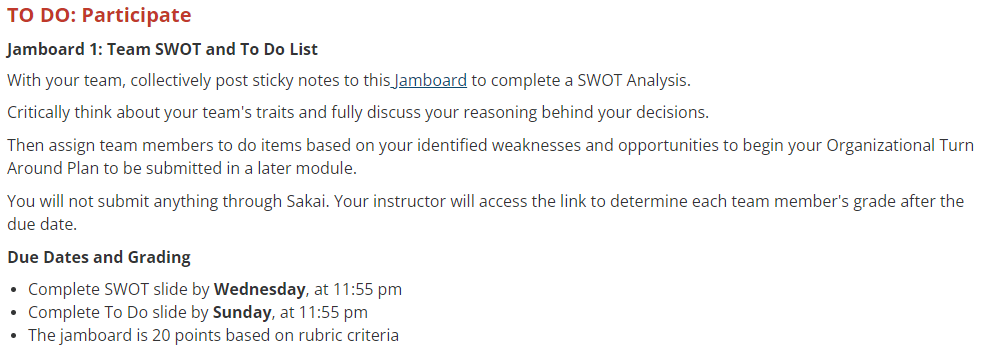 TO DO: Participate
Jamboard 1: Team SWOT and To Do List
With your team, collectively post sticky notes to this Jamboard to complete a SWOT Analysis.
Critically think about your team's traits and fully discuss your reasoning behind your decisions.
Then assign team members to do items based on your identified weaknesses and opportunities to begin your Organizational Turn
Around Plan to be submitted in a later module.
You will not submit anything through Sakai. Your instructor will access the link to determine each team member's grade after the
due date.
Due Dates and Grading
• Complete SWOT slide by Wednesday, at 11:55 pm
• Complete To Do slide by Sunday, at 11:55 pm
• The jamboard is 20 points based on rubric criteria